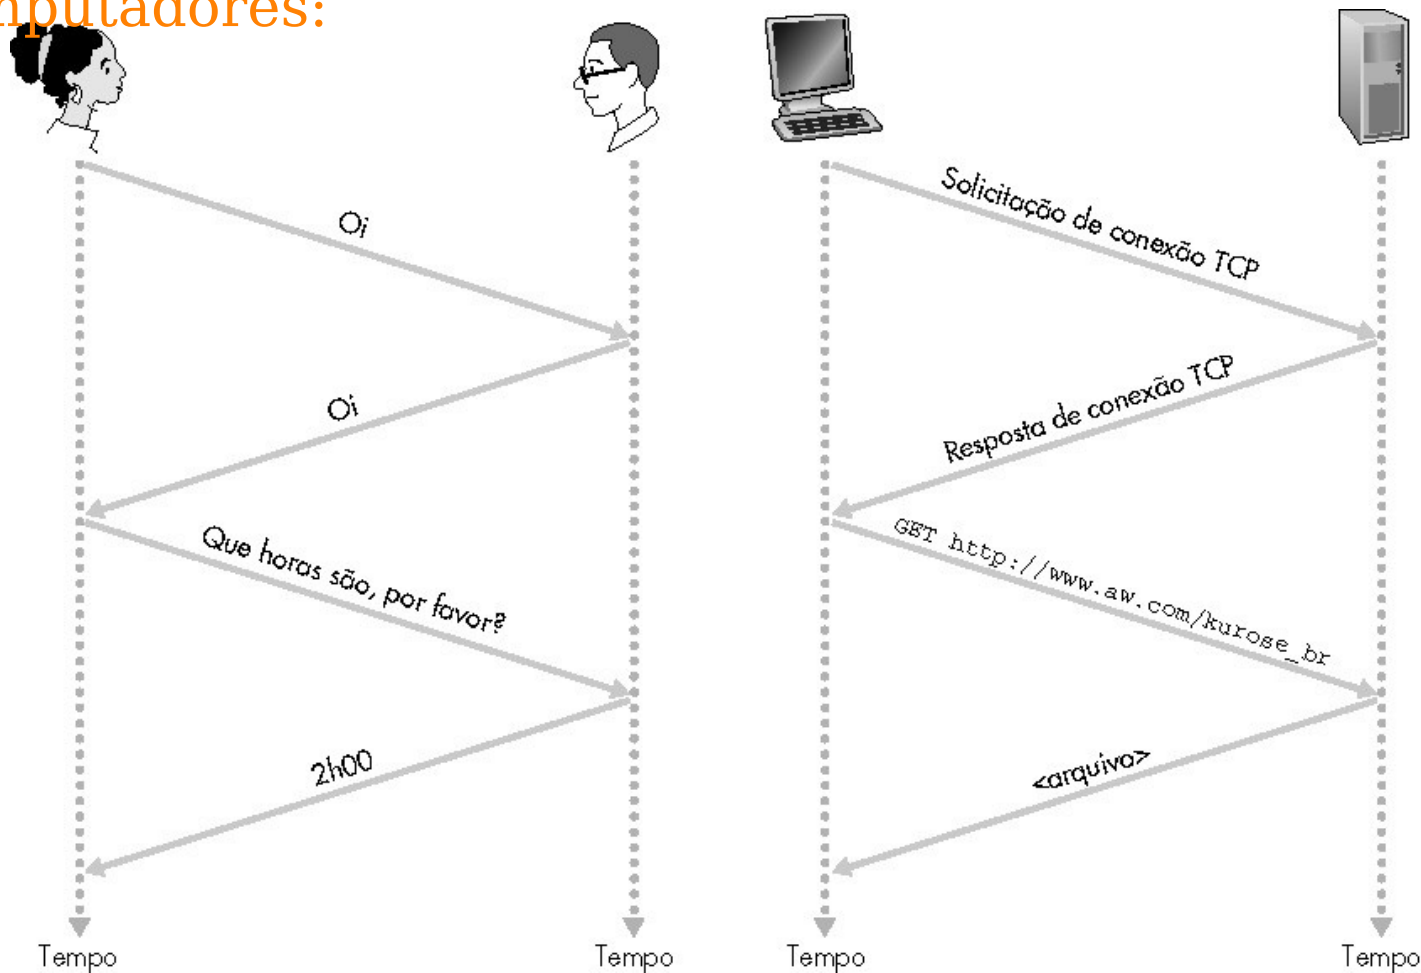 mputadores:
Oi
Oi
Que horas são, por favor?
2h00
Tempo
Tempo
Solicitação de conexão TCP
Resposta de conexão TCP
GET http://www.aw.com/kurose_br
<arquivo>
Tempo
Tempo